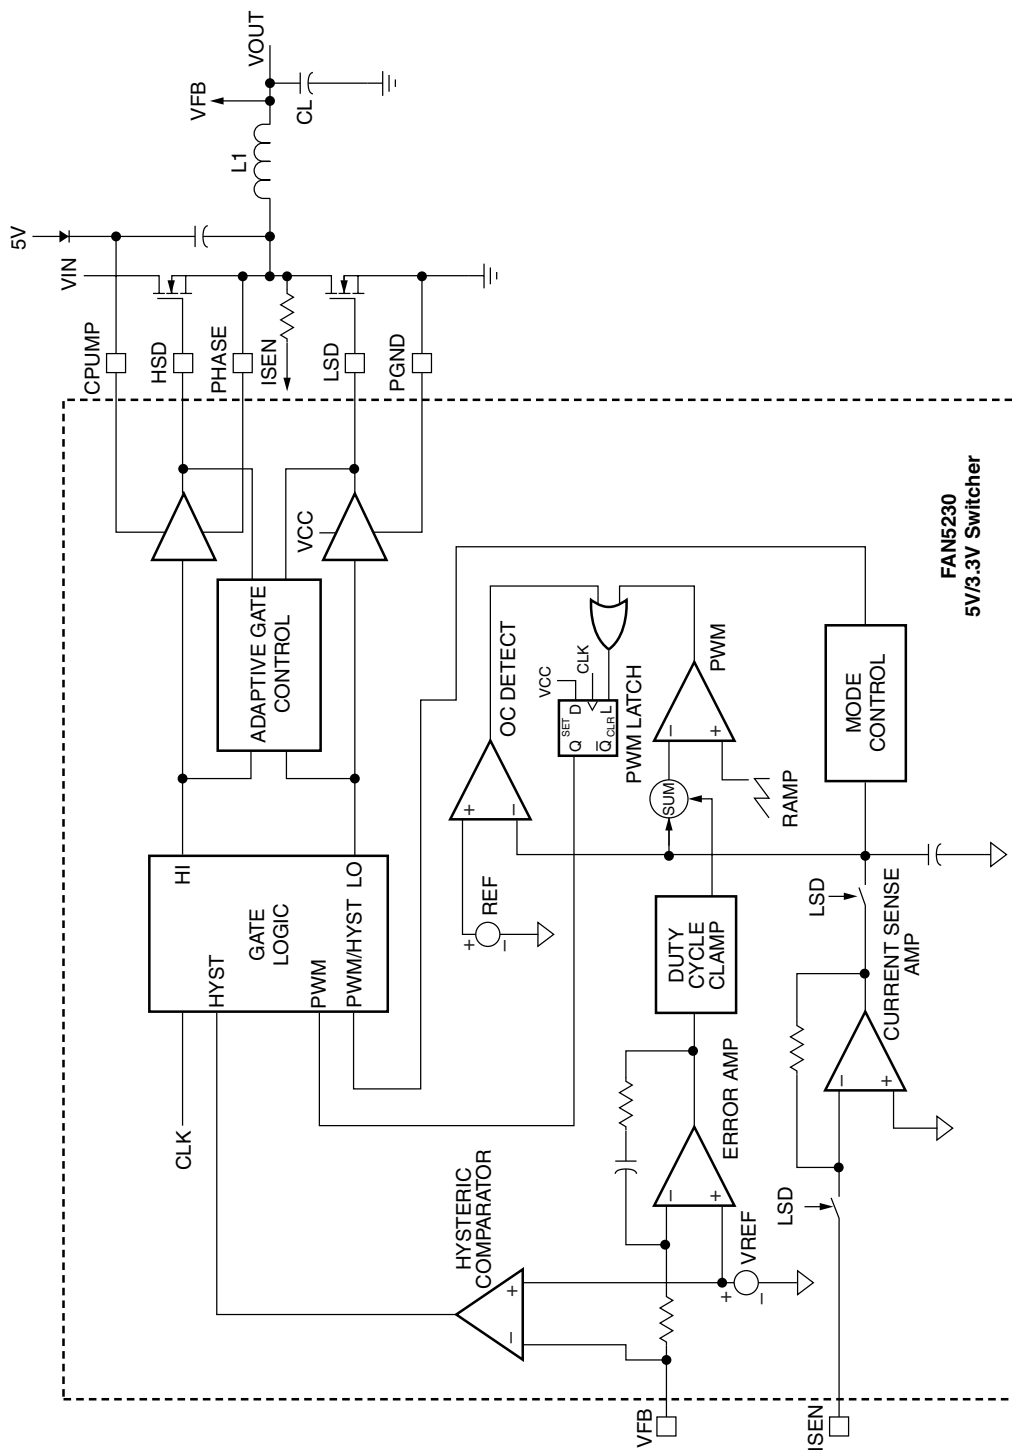 5V
VIN
VFB
VOUT
L1
CL
CPUMP
HSD
PHASE
ISEN
LSD
PGND
VCC
ADAPTIVE GATE
CONTROL
HI
GATE
LOGIC
HYST
PWM
PWM/HYST LO
CLK
OC DETECT
+
−
REF
+
−
VCC
CLK
SET
Q D
Q CLR L
PWM LATCH
PWM
−
+
SUM
RAMP
DUTY
CYCLE
CLAMP
MODE
CONTROL
FAN5230
5V/3.3V Switcher
HYSTERIC
COMPARATOR
−
+
ERROR AMP
−
+
VREF
+
−
LSD
CURRENT SENSE
AMP
−
+
LSD
VFB
ISEN